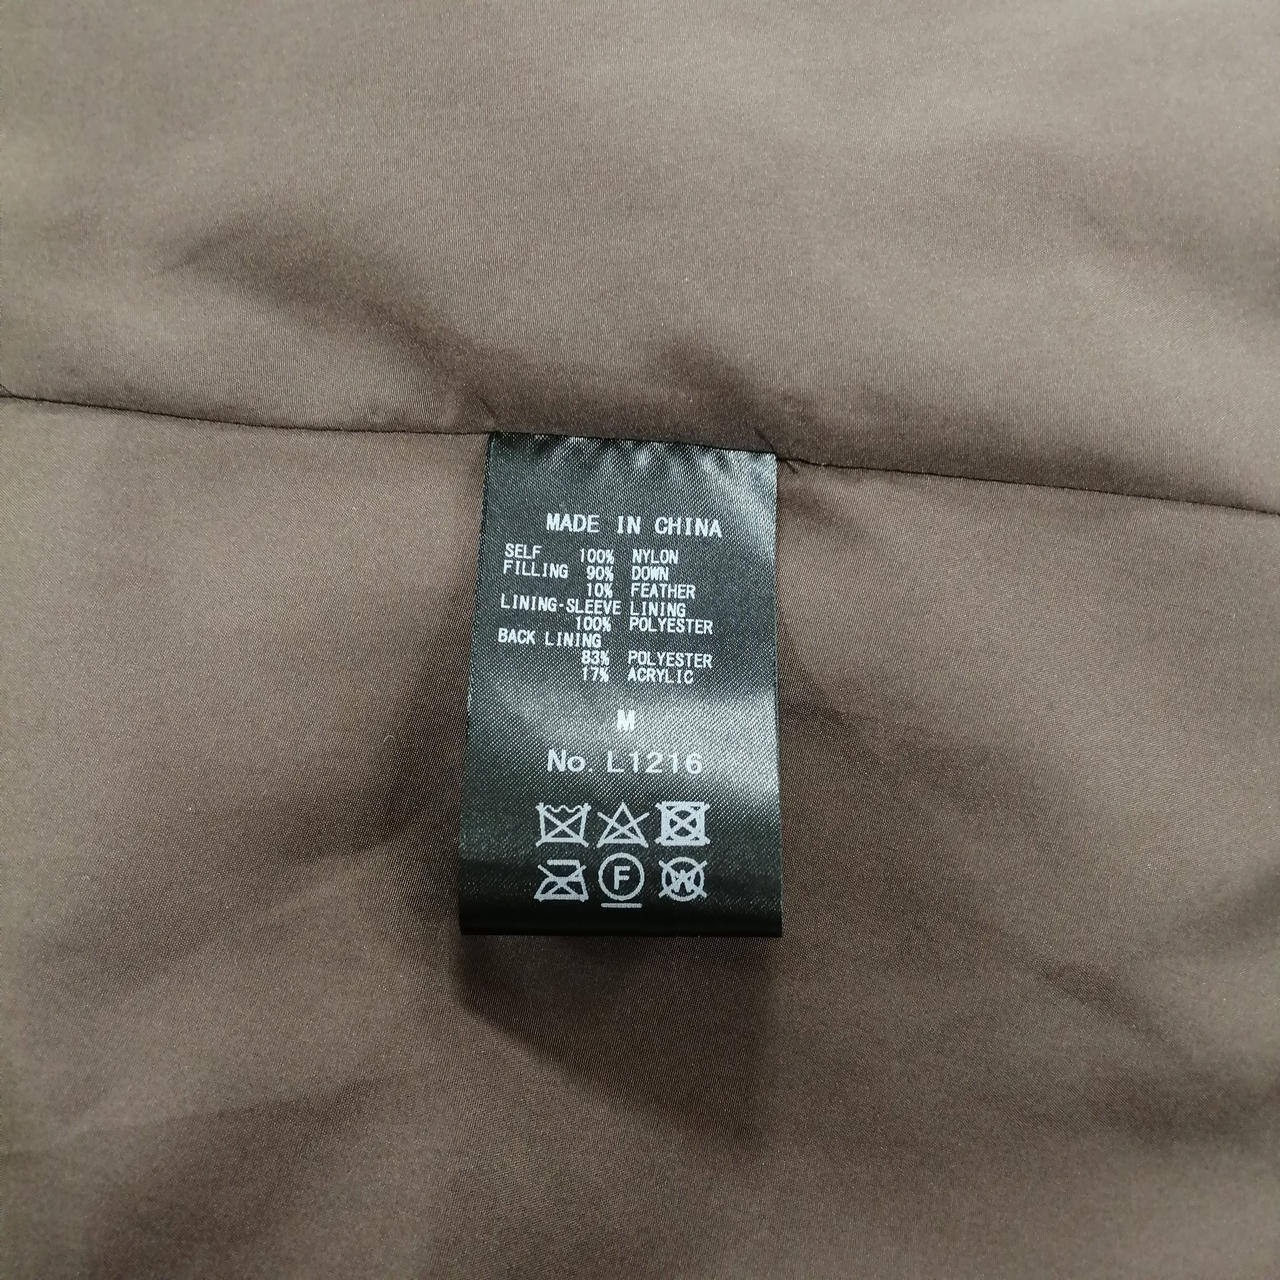 MADE IN CHINA
SELF 100% NYLON
FILLING 90% DOWN
10% FEATHER
LINING-SLEEVE LINING
100% POLYESTER
BACK LINING
83% POLYESTER
17% ACRYLIC
M
No. L1216
F W